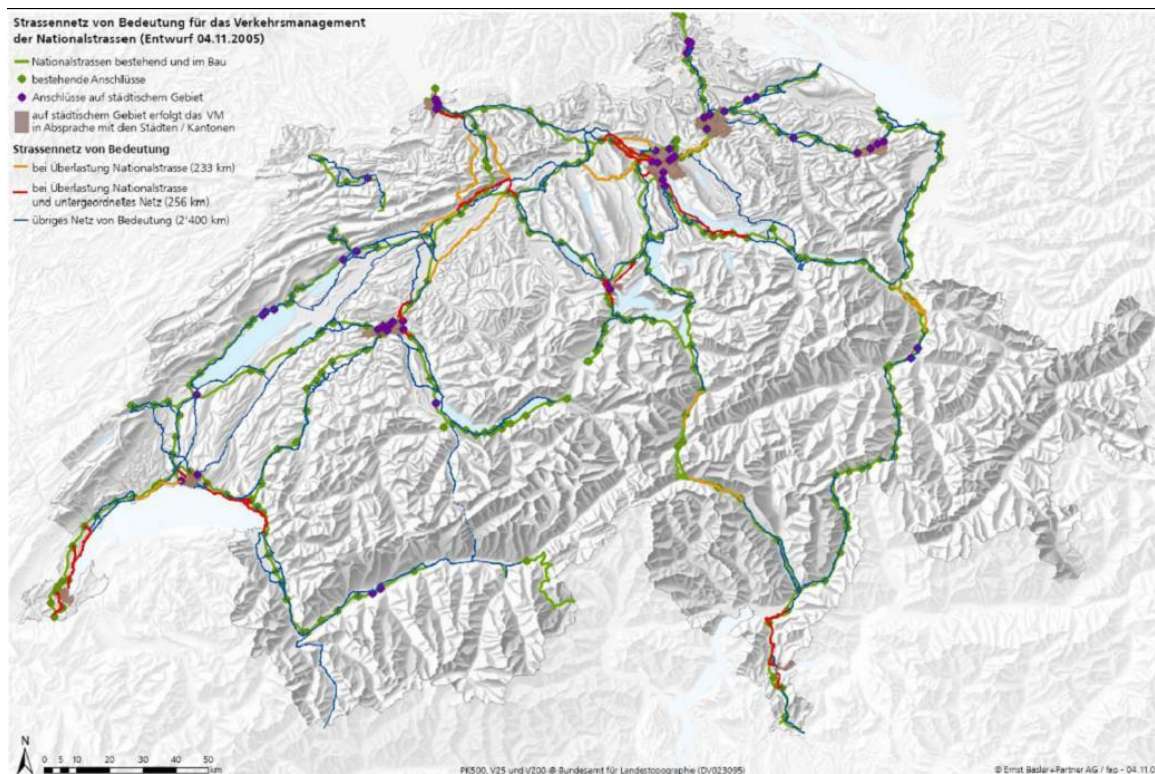 Strassennetz von Bedeutung für das Verkehrsmanagement
der Nationalstrassen (Entwurf 04.11.2005)
Nationalstrassen bestehend und im Bau
bestehende Anschlüsse
Anschlüsse auf städtischem Gebiet
auf städtischem Gebiet erfolgt das VM
in Absprache mit den Städten / Kantonen
Strassennetz von Bedeutung
bei Überlastung Nationalstrasse (233 km)
bei Überlastung Nationalstrasse
und untergeordnetes Netz (256 km)
übriges Netz von Bedeutung (2'400 km)
N
0 5 10 20 30 40 50
km
PK500, V25 und V200 © Bundesamt für Landestopographie (DV023095)
© Ernst Basler+Partner AG / fep - 04.11.0